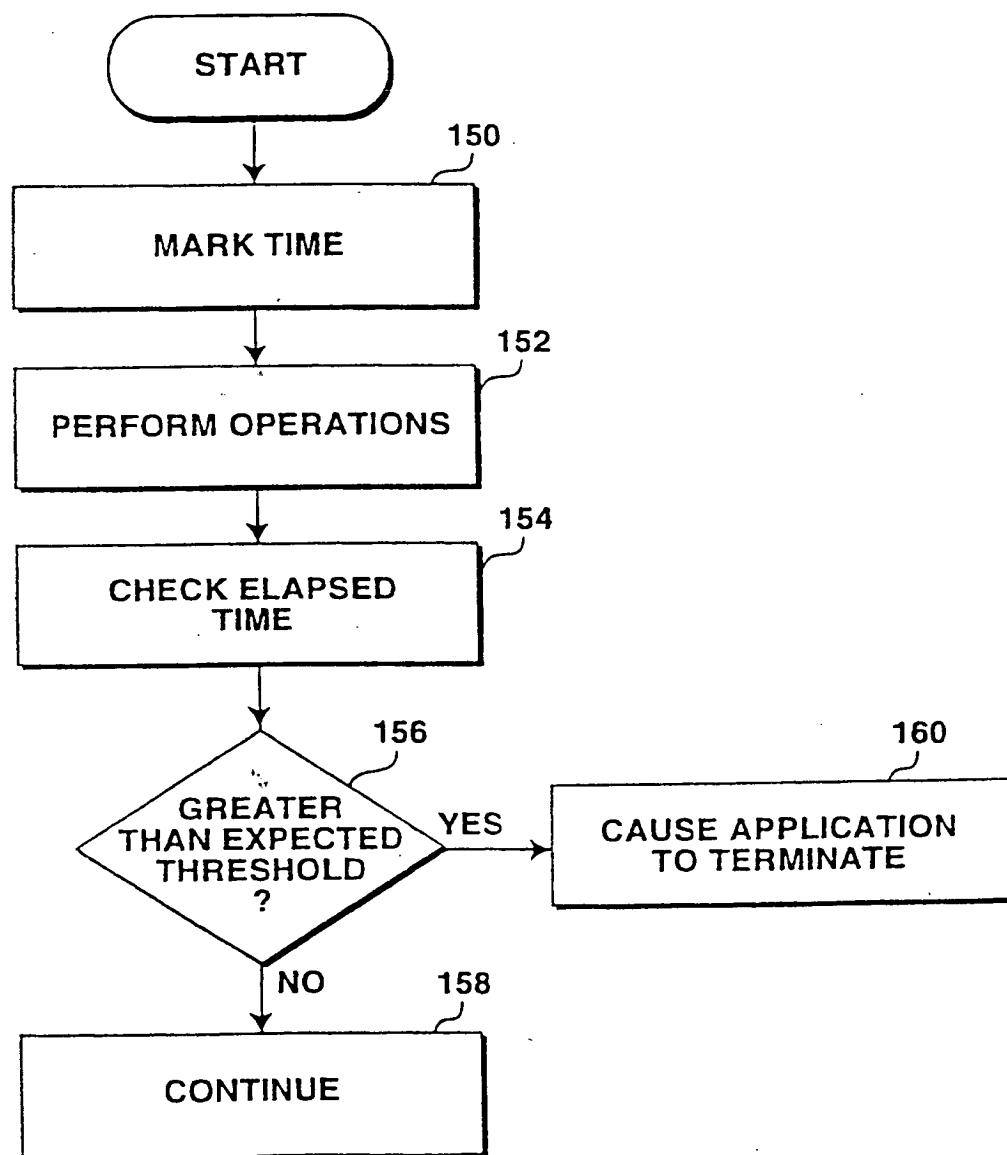 START
150
MARK TIME
152
PERFORM OPERATIONS
154
CHECK ELAPSED
TIME
156
GREATER
THAN EXPECTED
THRESHOLD
?
YES
160
CAUSE APPLICATION
TO TERMINATE
NO
158
CONTINUE